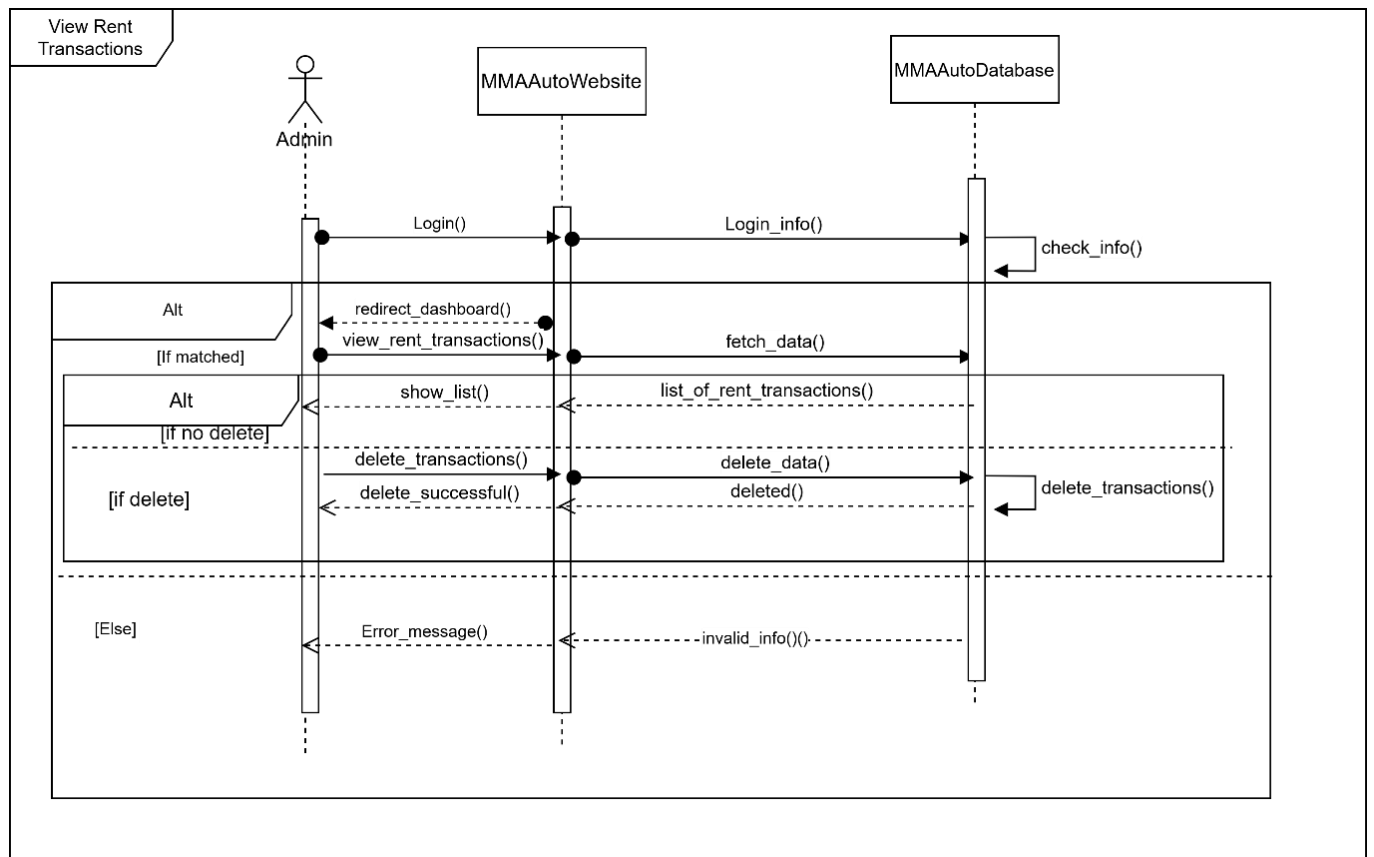 View Rent
Transactions
MMAAutoWebsite
MMAAutoDatabase
Admin
Login()
Login_info()
check_info()
Alt
redirect_dashboard()
[If matched]
view_rent_transactions()
fetch_data()
Alt
show_list()
list_of_rent_transactions()
[if no delete]
delete_transactions()
delete_data()
[if delete]
delete_successful()
deleted()
delete_transactions()
[Else]
Error_message()
invalid_info()()